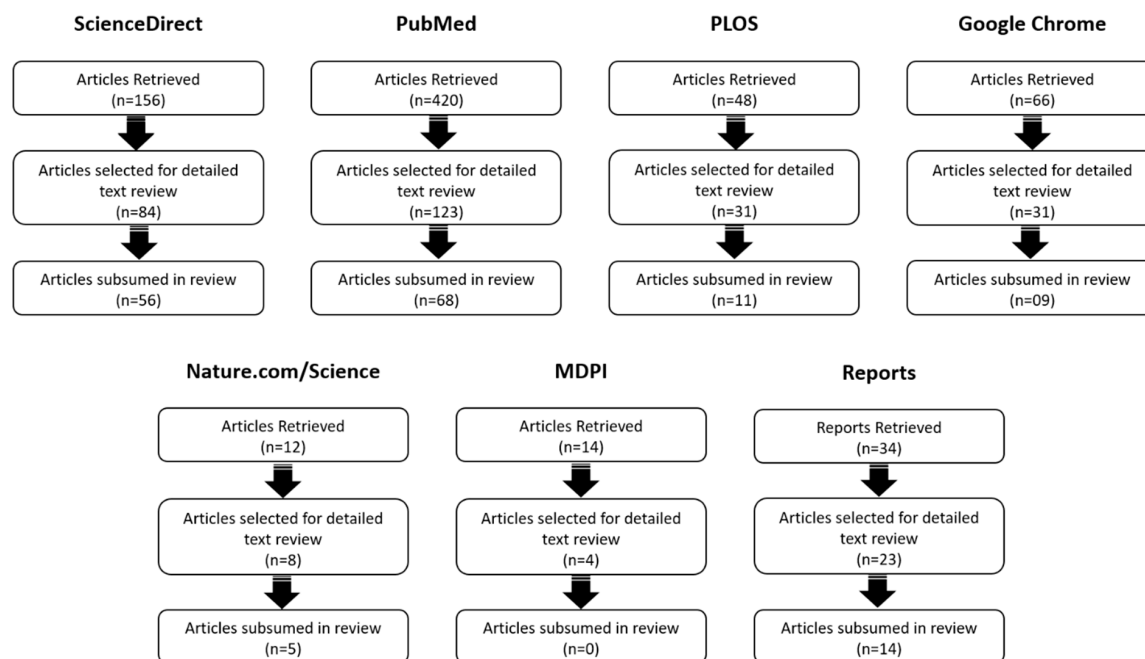 ScienceDirect
Articles Retrieved
(n=156)
Articles selected for detailed
text review
(n=84)
Articles subsumed in review
(n=56)
PubMed
Articles Retrieved
(n=420)
Articles selected for detailed
text review
(n=123)
Articles subsumed in review
(n=68)
PLOS
Articles Retrieved
(n=48)
Articles selected for detailed
text review
(n=31)
Articles subsumed in review
(n=11)
Google Chrome
Articles Retrieved
(n=66)
Articles selected for detailed
text review
(n=31)
Articles subsumed in review
(n=09)
Nature.com/Science
Articles Retrieved
(n=12)
Articles selected for detailed
text review
(n=8)
Articles subsumed in review
(n=5)
MDPI
Articles Retrieved
(n=14)
Articles selected for detailed
text review
(n=4)
Articles subsumed in review
(n=0)
Reports
Reports Retrieved
(n=34)
Articles selected for detailed
text review
(n=23)
Articles subsumed in review
(n=14)